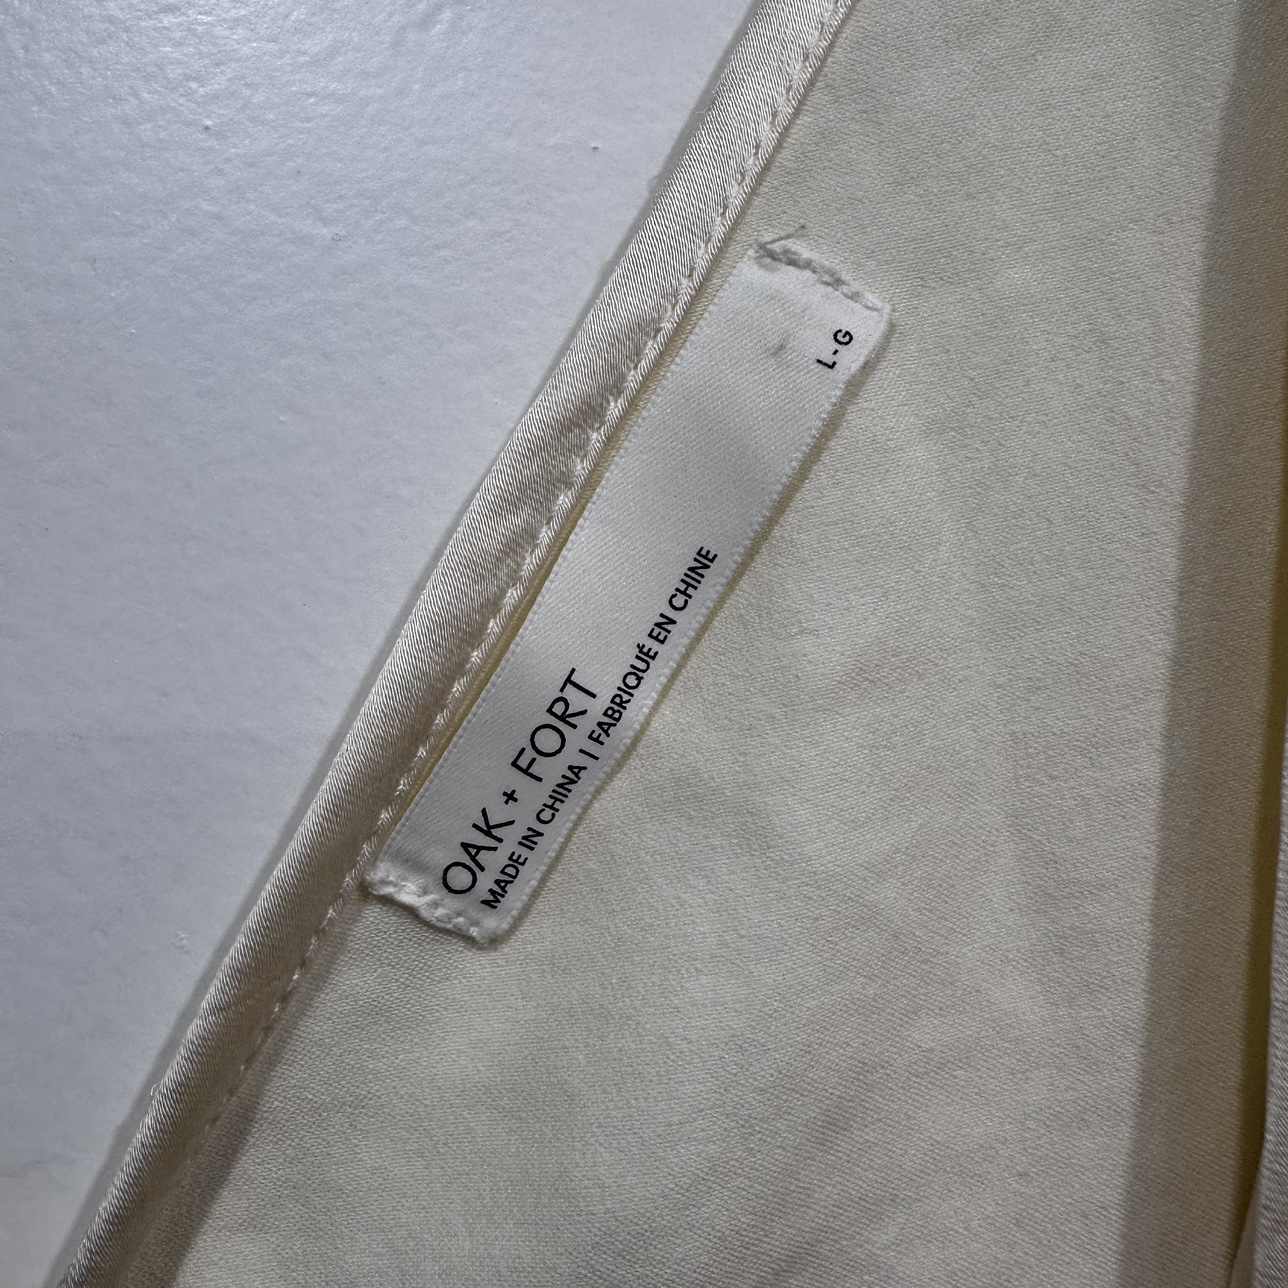 OAK + FORT
MADE IN CHINA | FABRIQUÉ EN CHINE
L-G